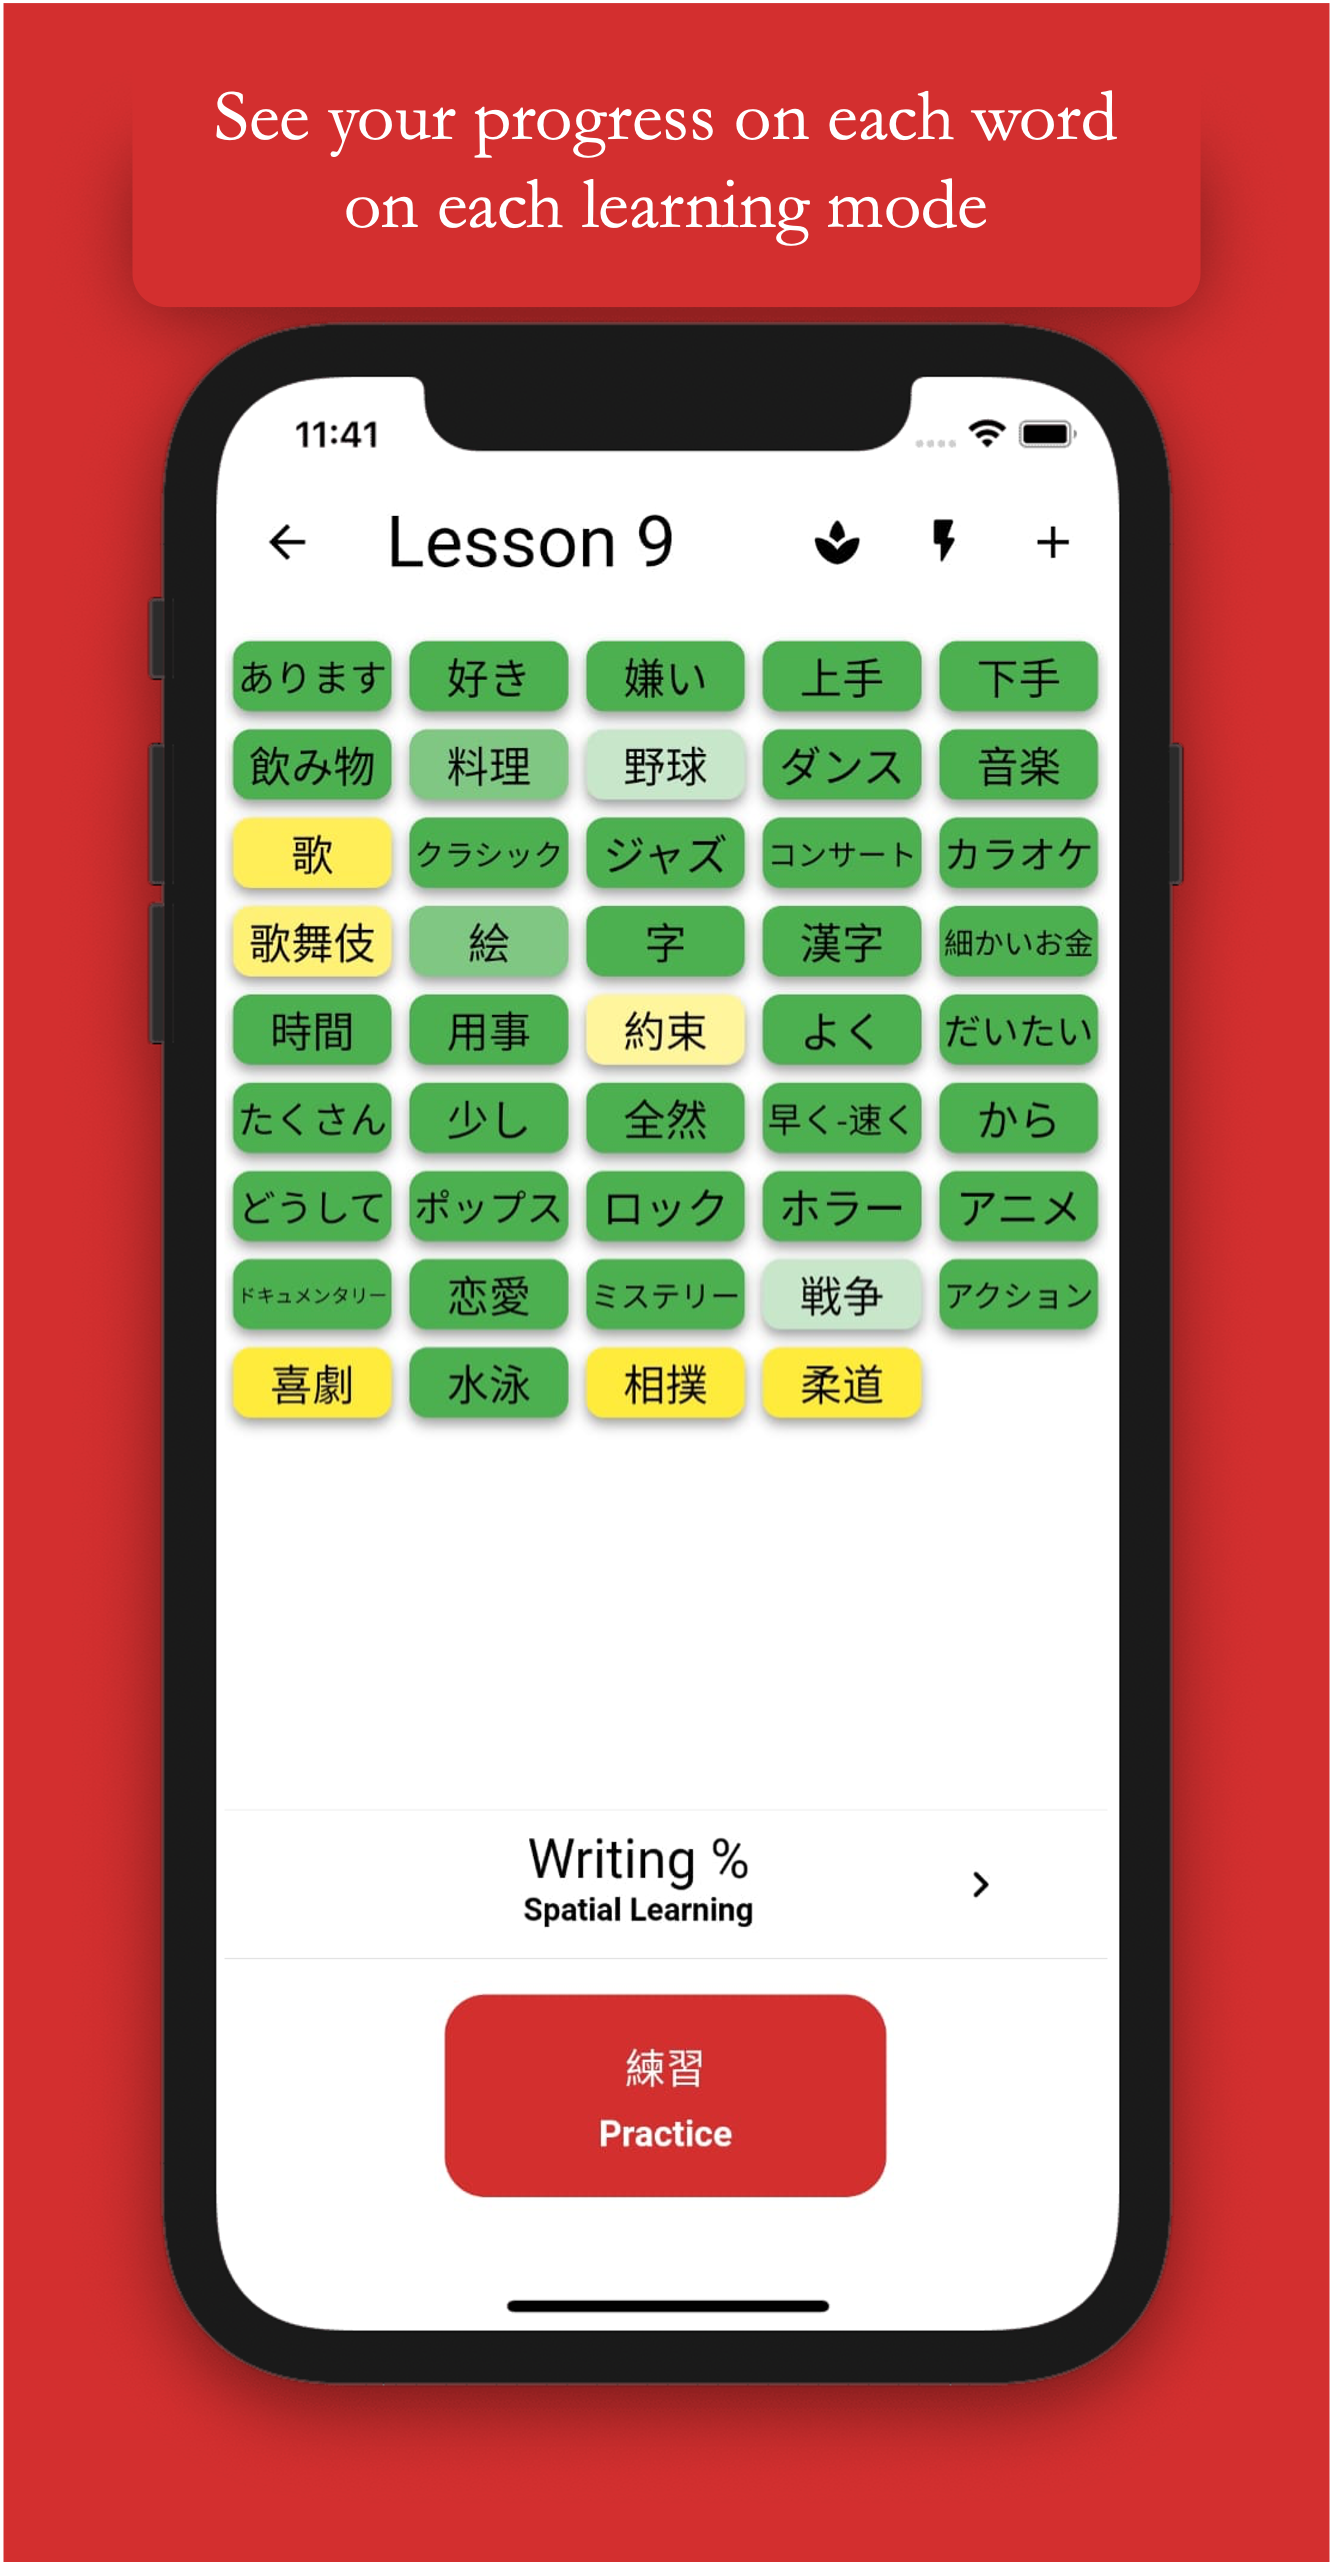 See your progress on each word
on each learning mode
11:41
Lesson 9
あります 好き 嫌い 上手 下手
飲み物 料理 野球 ダンス 音楽
歌 クラシック ジャズ コンサート カラオケ
歌舞伎 絵 字 漢字 細かいお金
時間 用事 約束 よく だいたい
たくさん 少し 全然 早く-速く から
どうして ポップス ロック ホラー アニメ
ドキュメンタリー 恋愛 ミステリー 戦争 アクション
喜劇 水泳 相撲 柔道
Writing %
Spatial Learning
練習
Practice